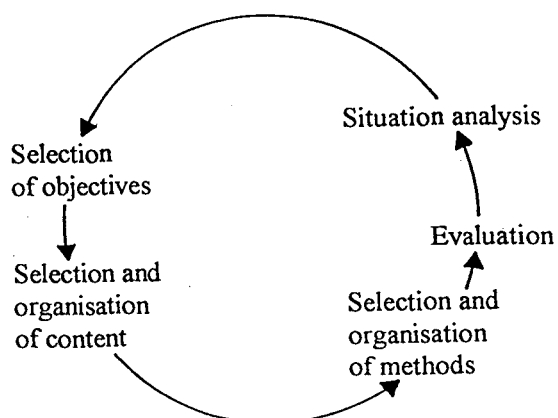 Situation analysis
Selection
of objectives
Selection and
organisation
of content
Selection and
organisation
of methods
Evaluation